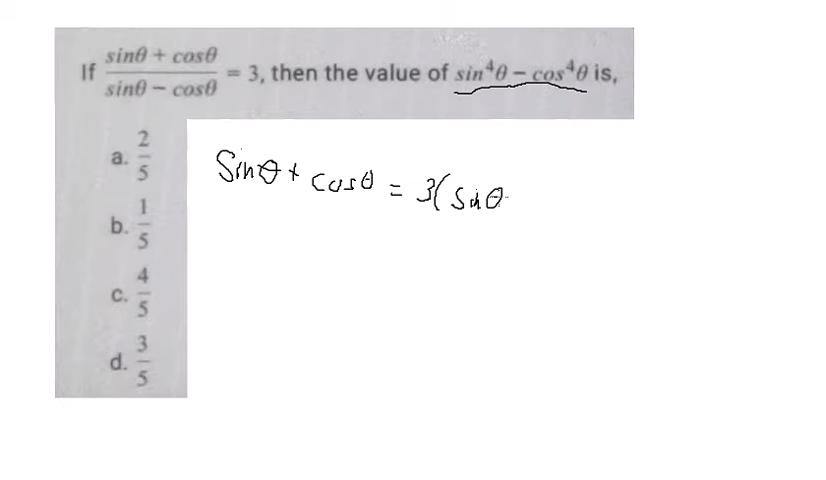 If sinθ + cosθ / sinθ − cosθ = 3, then the value of sin⁴θ − cos⁴θ is,
a. 2/5
b. 1/5
c. 4/5
d. 3/5
Sinθ + cosθ = 3(Sinθ-